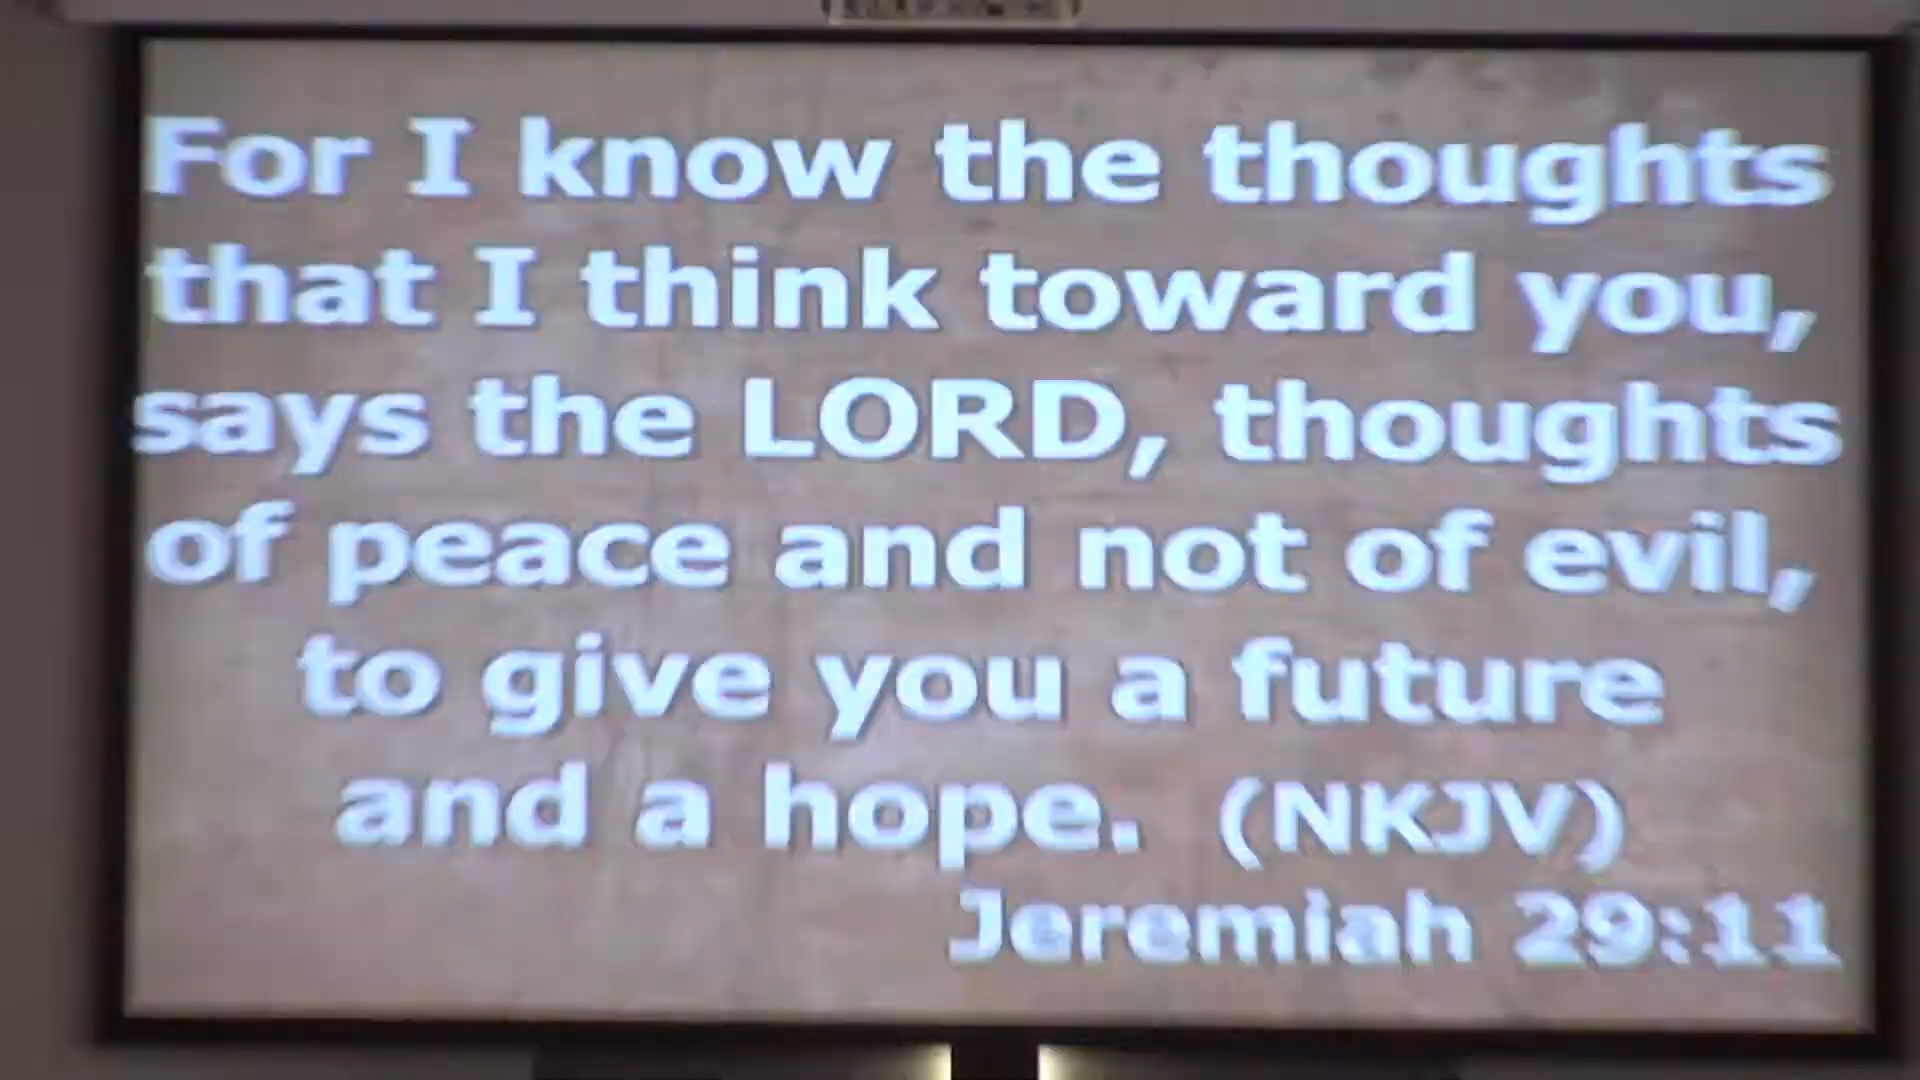 For I know the thoughts
that I think toward you,
says the LORD, thoughts
of peace and not of evil,
to give you a future
and a hope. (NKJV)
Jeremiah 29:11